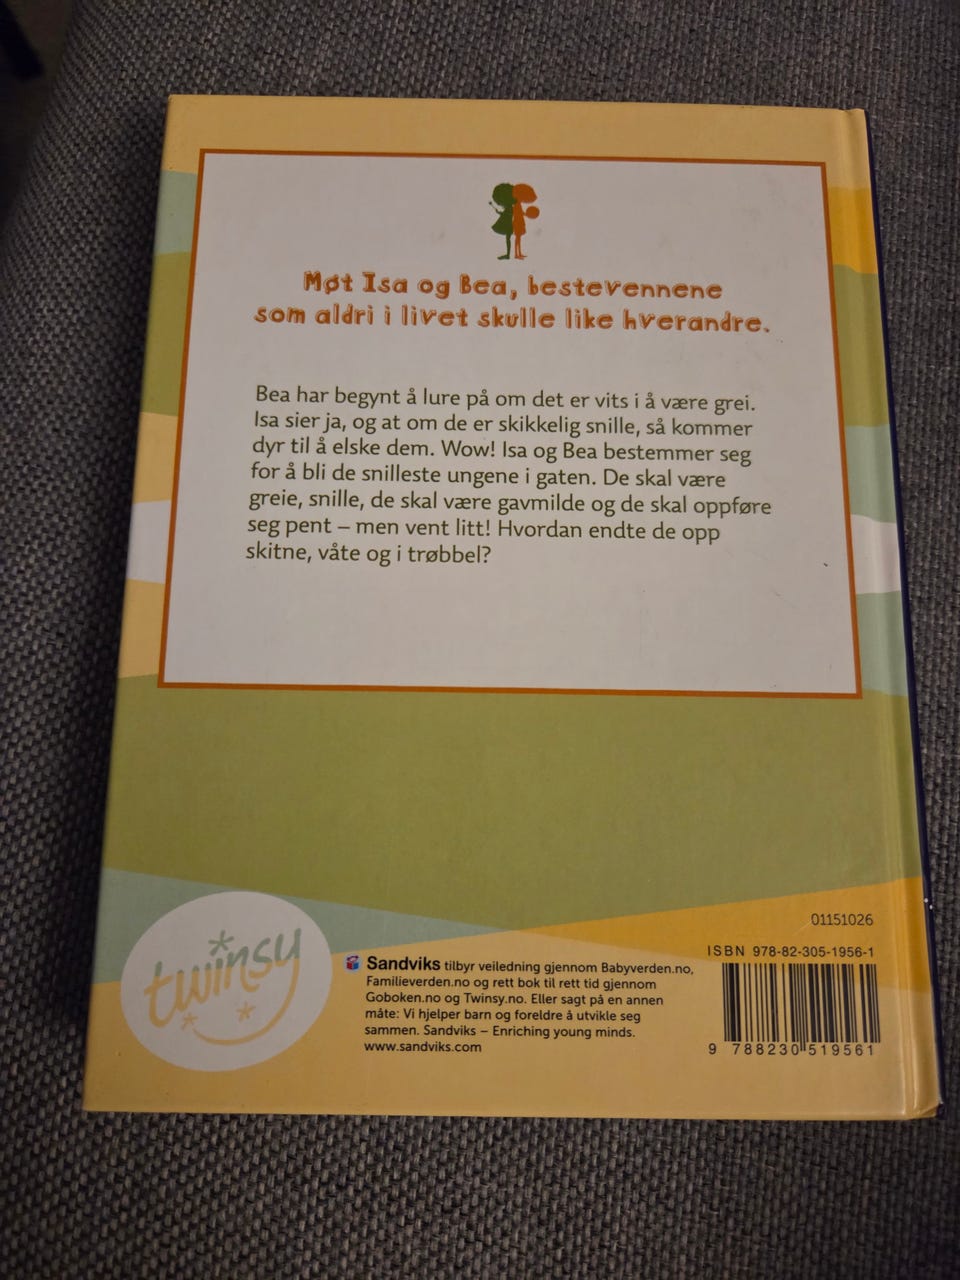 Møt Isa og Bea, bestevennene
som aldri i livet skulle like hverandre.
Bea har begynt å lure på om det er vits i å være grei.
Isa sier ja, og at om de er skikkelig snille, så kommer
dyr til å elske dem. Wow! Isa og Bea bestemmer seg
for å bli de snilleste ungene i gaten. De skal være
greie, snille, de skal være gavmilde og de skal oppføre
seg pent – men vent litt! Hvordan endte de opp
skitne, våte og i trøbbel?
twinsy
Sandviks tilbyr veiledning gjennom Babyverden.no,
Familieverden.no og rett bok til rett tid gjennom
Goboken.no og Twinsy.no. Eller sagt på en annen
måte: Vi hjelper barn og foreldre å utvikle seg
sammen. Sandviks – Enriching young minds.
www.sandviks.com
01151026
ISBN 978-82-305-1956-1
9 788230 519561